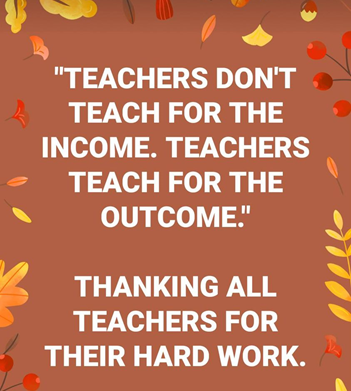 "TEACHERS DON'T
TEACH FOR THE
INCOME. TEACHERS
TEACH FOR THE
OUTCOME."
THANKING ALL
TEACHERS FOR
THEIR HARD WORK.